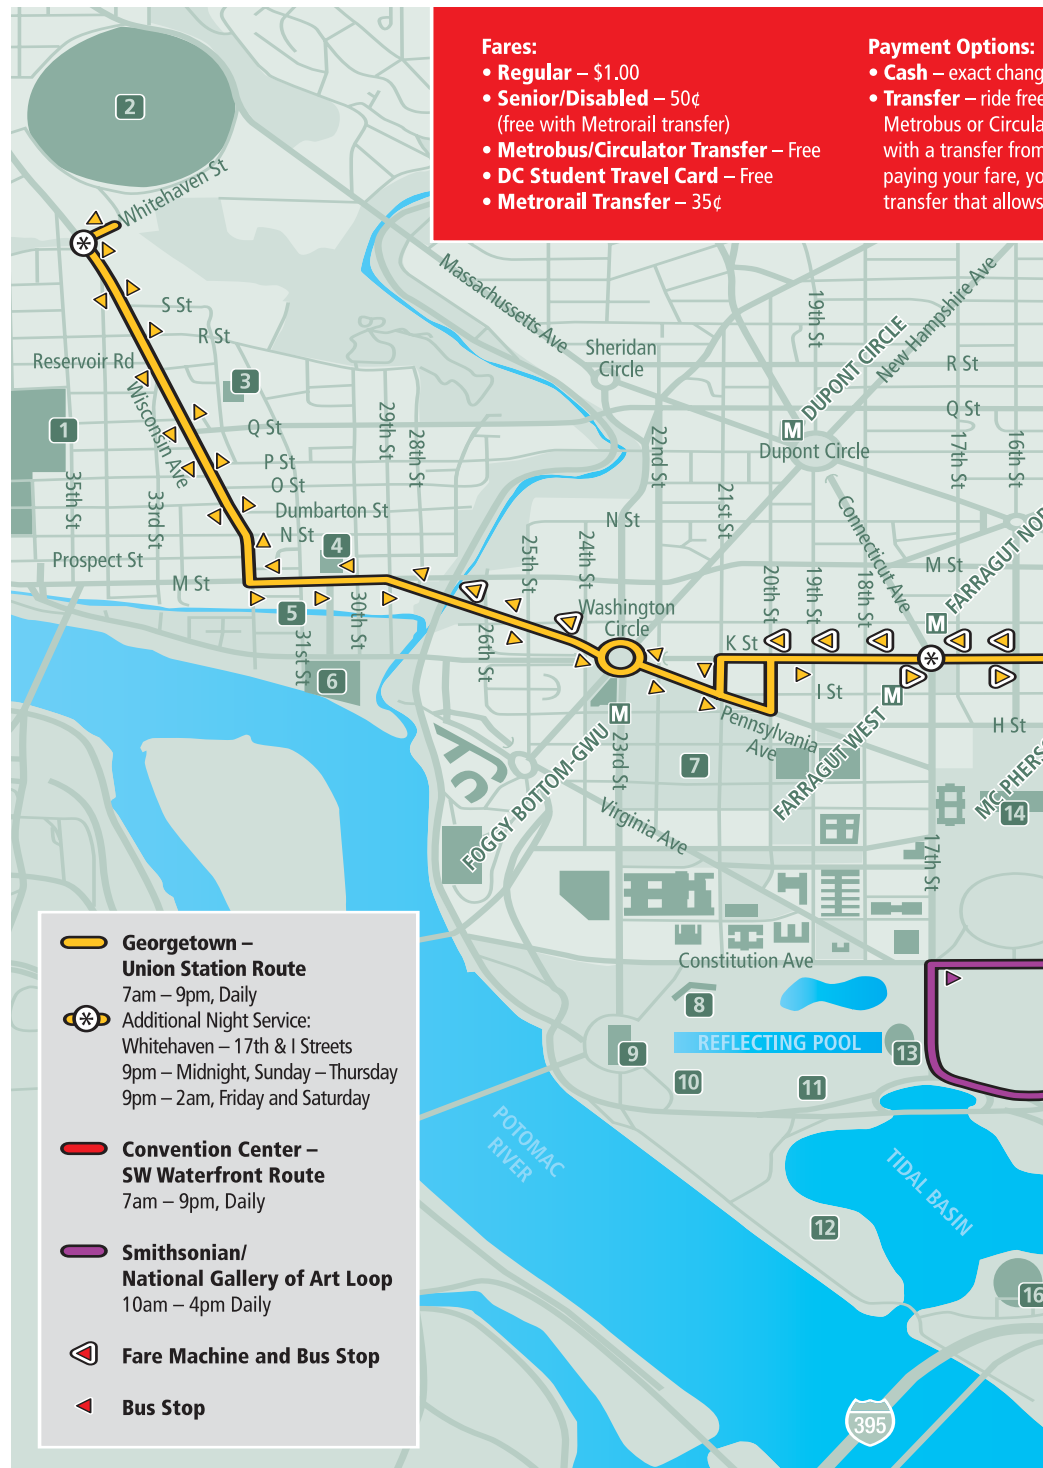 Fares:
• Regular – $1.00
• Senior/Disabled – 50¢
(free with Metrorail transfer)
• Metrobus/Circulator Transfer – Free
• DC Student Travel Card – Free
• Metrorail Transfer – 35¢
Payment Options:
• Cash – exact chang
• Transfer – ride free
Metrobus or Circula
with a transfer from
paying your fare, yo
transfer that allows
2
Whitehaven St
Massachusetts Ave
Sheridan
Circle
19th St
New Hampshire Ave
DUPONT CIRCLE
S St
R St
Reservoir Rd
Wisconsin Ave
3
1
Q St
29th St
28th St
22nd St
M
Dupont Circle
R St
Q St
17th St
16th St
35th St
33rd St
P St
O St
Dumbarton St
N St
4
Prospect St
M St
5
30th St
31st St
6
25th St
24th St
N St
21st St
Connecticut Ave
FARRAGUT NOR
M St
20th St
19th St
18th St
26th St
Washington
Circle
K St
M
I St
M
H St
Pennsylvania
Ave
FARRAGUT WEST
MC PHERS
M
23rd St
FOGGY BOTTOM-GWU
7
14
Virginia Ave
17th St
Constitution Ave
8
9
REFLECTING POOL
13
10
11
POTOMAC
RIVER
TIDAL BASIN
12
16
395
Georgetown –
Union Station Route
7am – 9pm, Daily
Additional Night Service:
Whitehaven – 17th & I Streets
9pm – Midnight, Sunday – Thursday
9pm – 2am, Friday and Saturday
Convention Center –
SW Waterfront Route
7am – 9pm, Daily
Smithsonian/
National Gallery of Art Loop
10am – 4pm Daily
Fare Machine and Bus Stop
Bus Stop